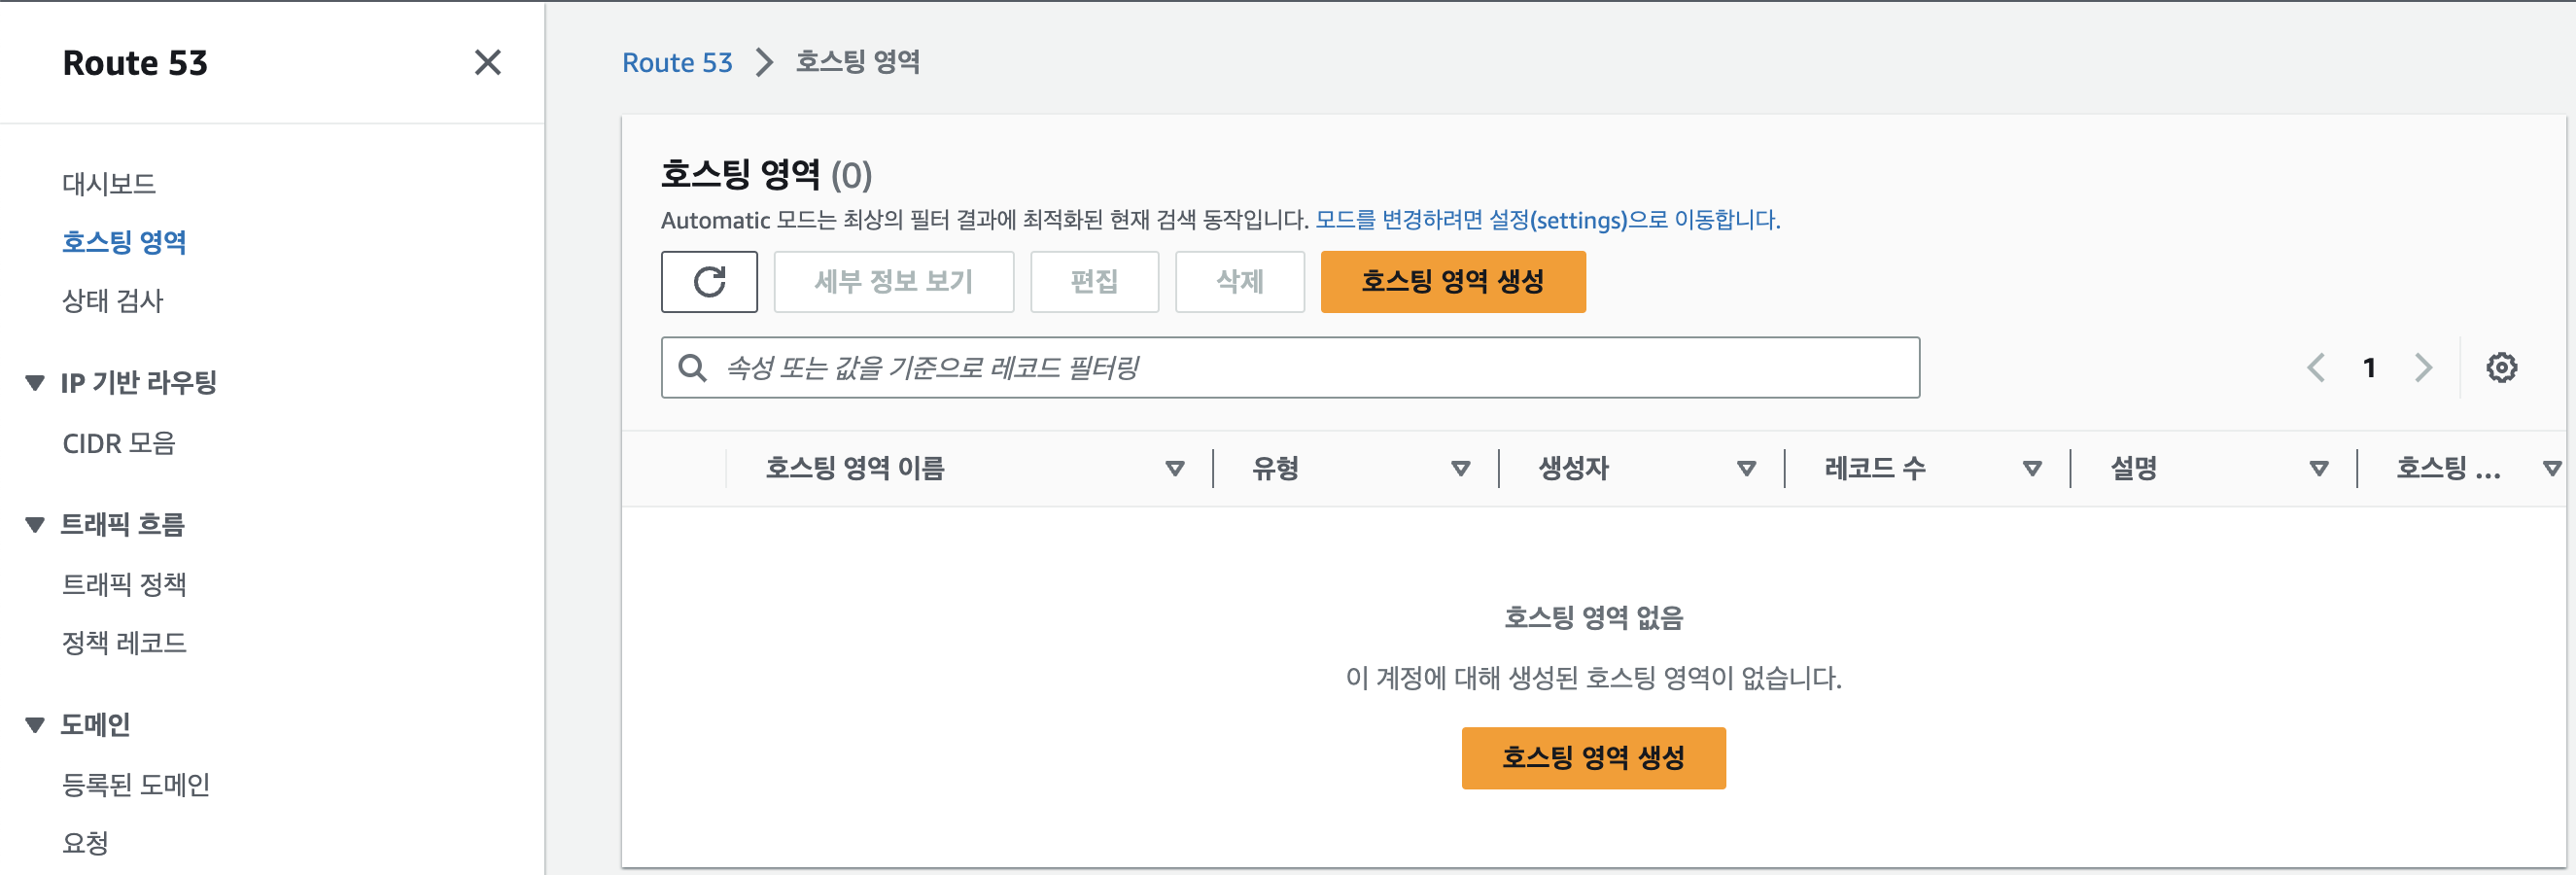 Route 53
대시보드
호스팅 영역
상태 검사
IP 기반 라우팅
CIDR 모음
트래픽 흐름
트래픽 정책
정책 레코드
도메인
등록된 도메인
요청
Route 53 > 호스팅 영역
호스팅 영역 (0)
Automatic 모드는 최상의 필터 결과에 최적화된 현재 검색 동작입니다. 모드를 변경하려면 설정(settings)으로 이동합니다.
세부 정보 보기 편집 삭제 호스팅 영역 생성
속성 또는 값을 기준으로 레코드 필터링 1
호스팅 영역 이름 유형 생성자 레코드 수 설명 호스팅 ...
호스팅 영역 없음
이 계정에 대해 생성된 호스팅 영역이 없습니다.
호스팅 영역 생성